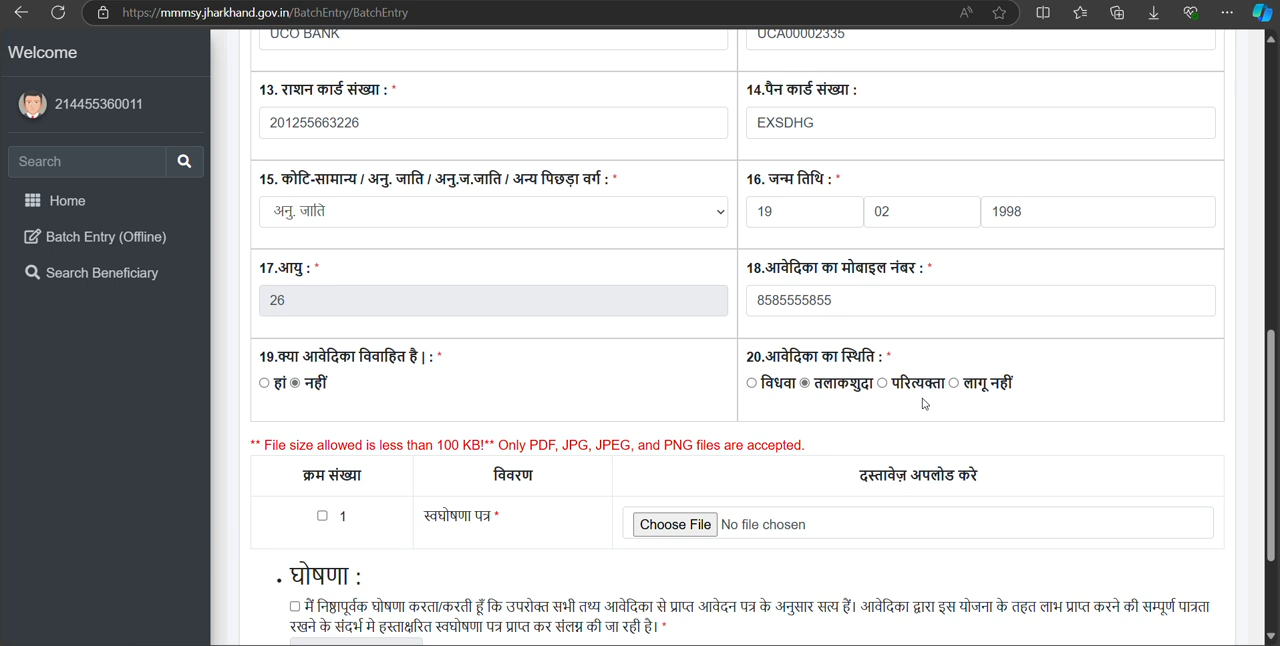 https://mmmsy.jharkhand.gov.in/BatchEntry/BatchEntry
Welcome
214455360011
Search
Home
Batch Entry (Offline)
Search Beneficiary
UCO BANK
UCA00002335
13. राशन कार्ड संख्या : *
14.पैन कार्ड संख्या :
201255663226
EXSDHG
15. कोटि-सामान्य / अनु. जाति / अनु.ज.जाति / अन्य पिछड़ा वर्ग : *
16. जन्म तिथि : *
अनु. जाति
19 02 1998
17.आयु : *
18.आवेदिका का मोबाइल नंबर : *
26
8585555855
19.क्या आवेदिका विवाहित है | : *
20.आवेदिका का स्थिति : *
हां नहीं
विधवा तलाकशुदा परित्यक्ता लागू नहीं
** File size allowed is less than 100 KB!** Only PDF, JPG, JPEG, and PNG files are accepted.
क्रम संख्या विवरण दस्तावेज़ अपलोड करे
1 स्वघोषणा पत्र * Choose File No file chosen
घोषणा :
मैं निष्ठापूर्वक घोषणा करता/करती हूँ कि उपरोक्त सभी तथ्य आवेदिका से प्राप्त आवेदन पत्र के अनुसार सत्य हैं। आवेदिका द्वारा इस योजना के तहत लाभ प्राप्त करने की सम्पूर्ण पात्रता
रखने के संदर्भ मे हस्ताक्षरित स्वघोषणा पत्र प्राप्त कर संलग्न की जा रही है। *